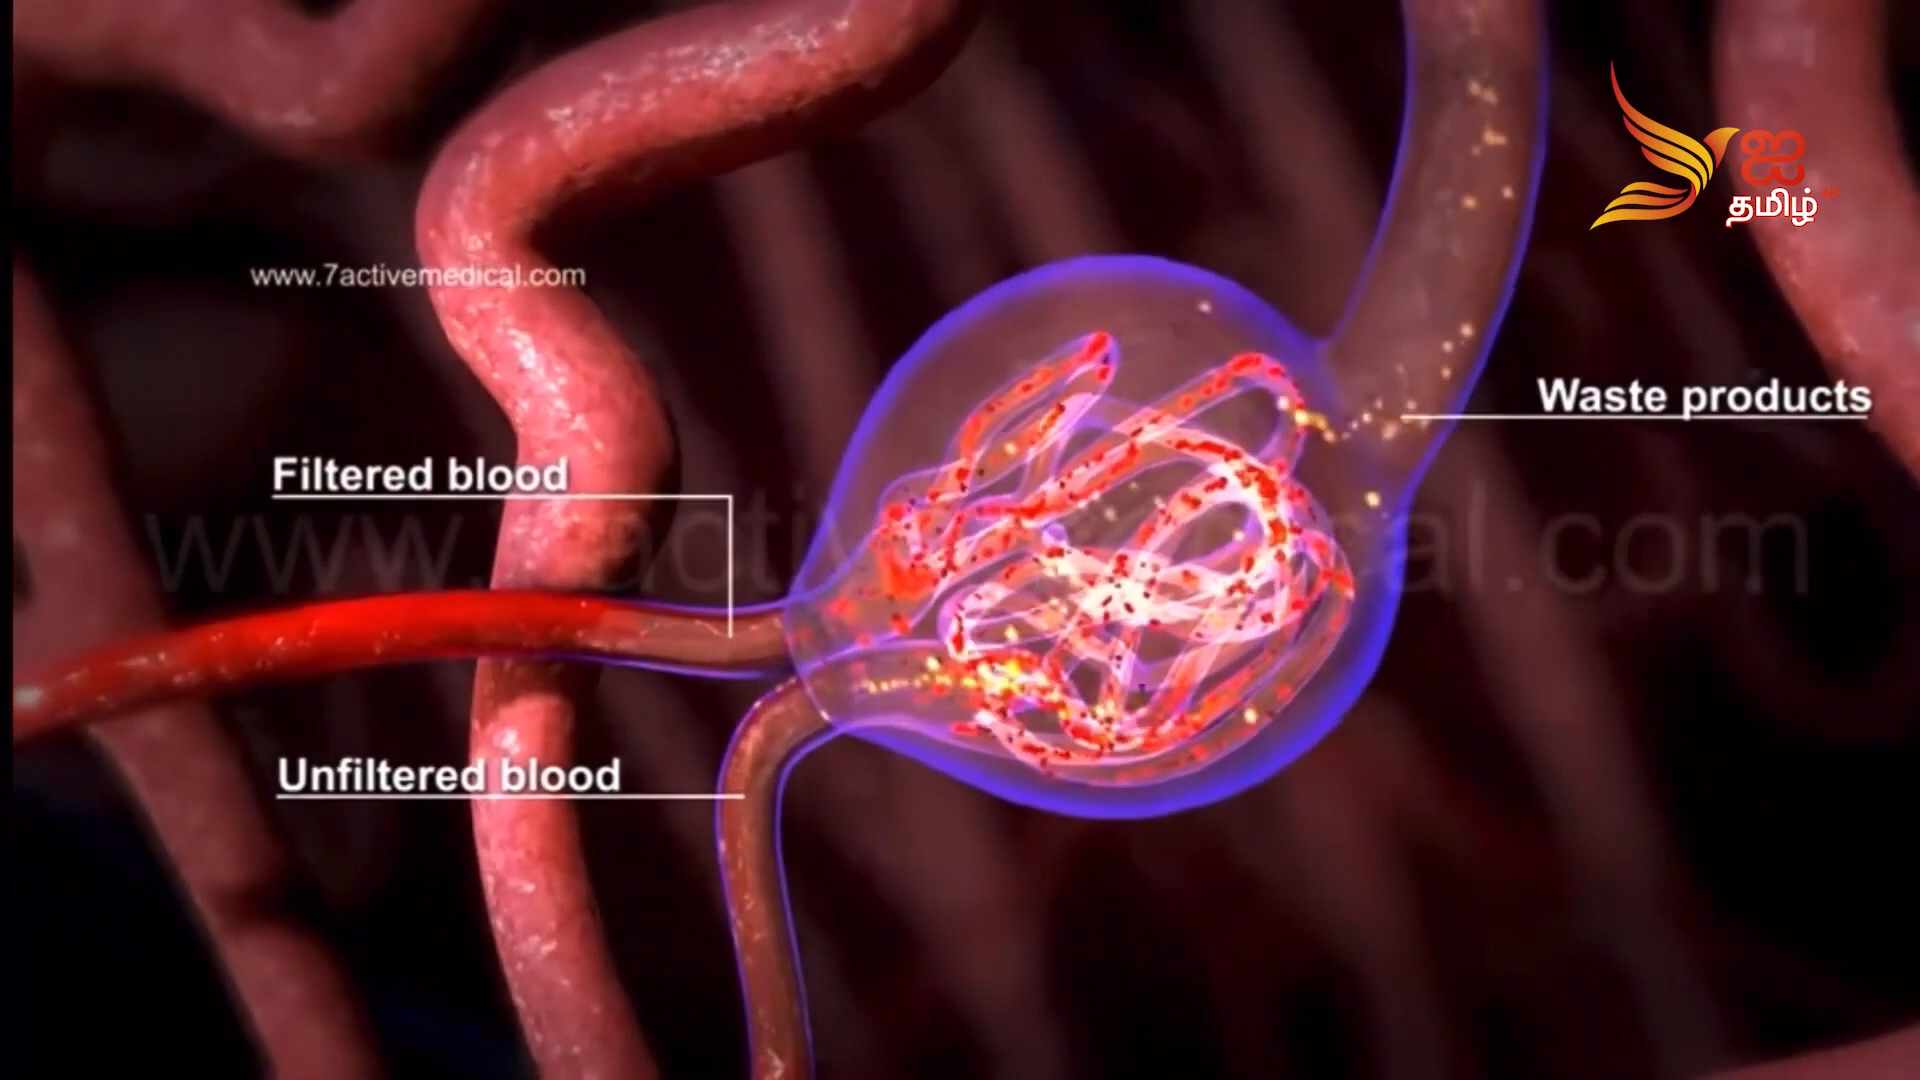 ஐ
தமிழ்
www.7activemedical.com
Waste products
Filtered blood
Unfiltered blood